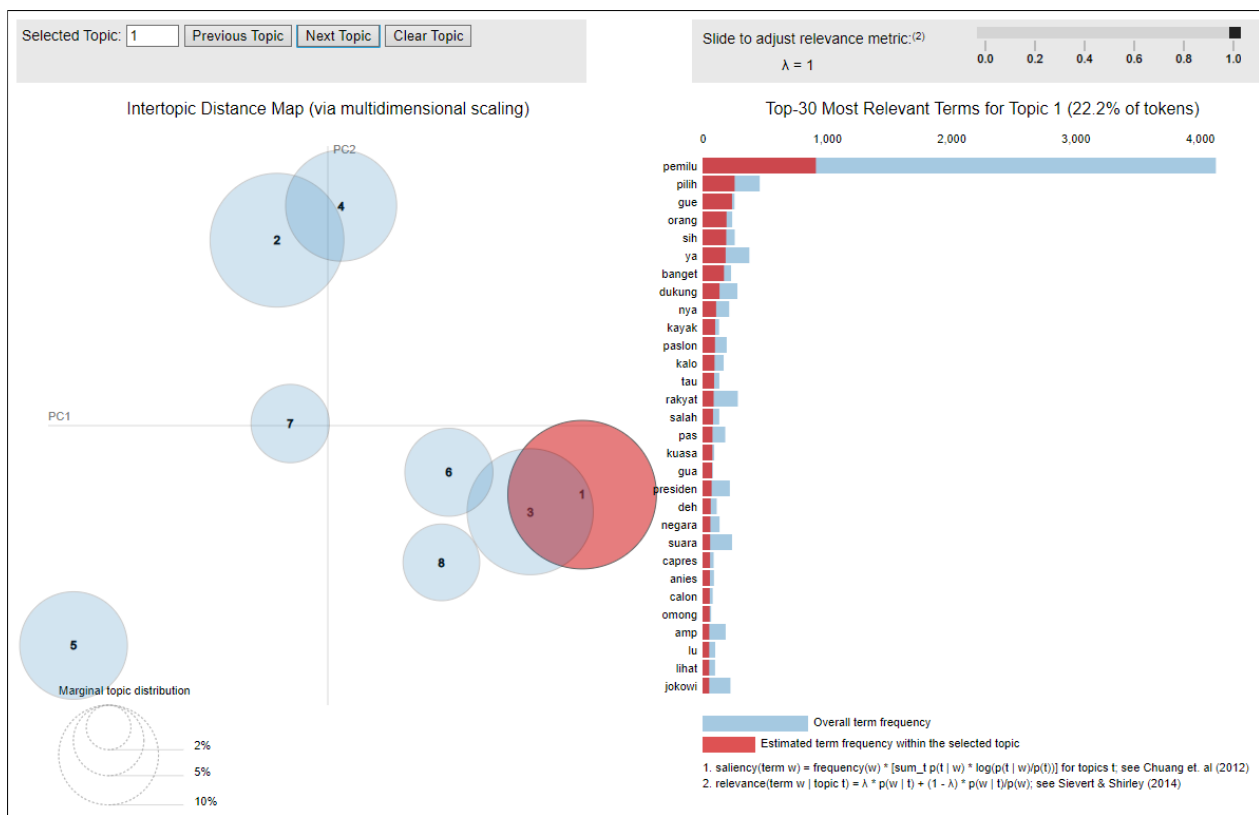 Selected Topic: 1 Previous Topic Next Topic Clear Topic
Slide to adjust relevance metric:(2)
λ = 1
0.0 0.2 0.4 0.6 0.8 1.0
Intertopic Distance Map (via multidimensional scaling)
PC2
PC1
4
2
7
6
1
3
8
5
Marginal topic distribution
2%
5%
10%
Top-30 Most Relevant Terms for Topic 1 (22.2% of tokens)
0 1,000 2,000 3,000 4,000
pemilu
pilih
gue
orang
sih
ya
banget
dukung
nya
kayak
paslon
kalo
tau
rakyat
salah
pas
kuasa
gua
presiden
deh
negara
suara
capres
anies
calon
omong
amp
lu
lihat
jokowi
Overall term frequency
Estimated term frequency within the selected topic
1. saliency(term w) = frequency(w) * [sum_t p(t | w) * log(p(t | w)/p(t))] for topics t; see Chuang et. al (2012)
2. relevance(term w | topic t) = λ * p(w | t) + (1 - λ) * p(w | t)/p(w); see Sievert & Shirley (2014)